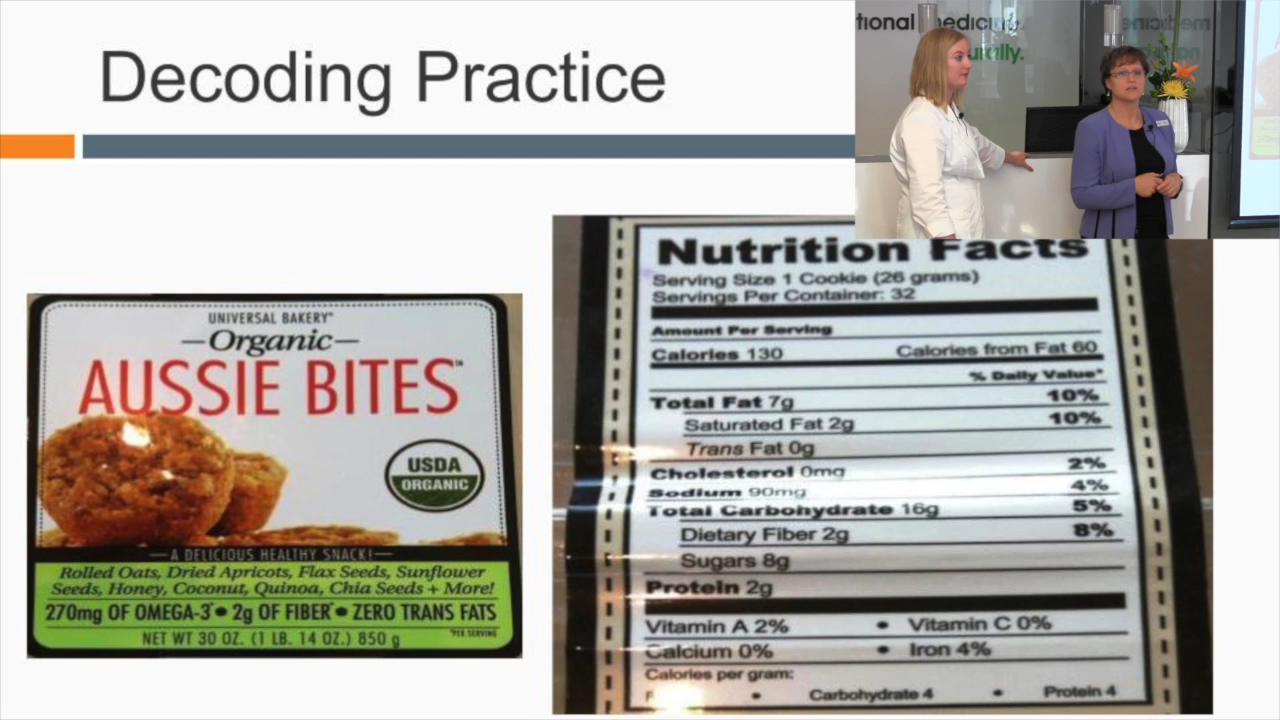 Decoding Practice
tional medicine.
urally.
UNIVERSAL BAKERY™
—Organic—
AUSSIE BITES™
USDA
ORGANIC
—A DELICIOUS HEALTHY SNACK!—
Rolled Oats, Dried Apricots, Flax Seeds, Sunflower
Seeds, Honey, Coconut, Quinoa, Chia Seeds + More!
270mg OF OMEGA-3* • 2g OF FIBER* • ZERO TRANS FATS
NET WT 30 OZ. (1 LB. 14 OZ.) 850 g
*PER SERVING
Nutrition Facts
Serving Size 1 Cookie (26 grams)
Servings Per Container: 32
Amount Per Serving
Calories 130 Calories from Fat 60
% Daily Value*
Total Fat 7g 10%
Saturated Fat 2g 10%
Trans Fat 0g
Cholesterol 0mg 2%
Sodium 90mg 4%
Total Carbohydrate 16g 5%
Dietary Fiber 2g 8%
Sugars 8g
Protein 2g
Vitamin A 2% • Vitamin C 0%
Calcium 0% • Iron 4%
Calories per gram:
• Carbohydrate 4 • Protein 4